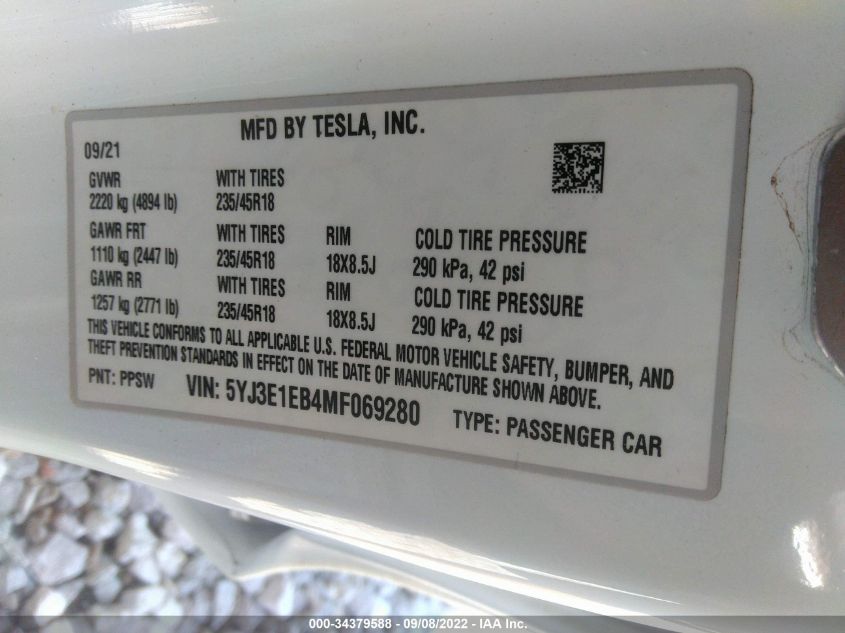 MFD BY TESLA, INC.
09/21
GVWR WITH TIRES
2220 kg (4894 lb) 235/45R18
GAWR FRT WITH TIRES RIM COLD TIRE PRESSURE
1110 kg (2447 lb) 235/45R18 18X8.5J 290 kPa, 42 psi
GAWR RR WITH TIRES RIM COLD TIRE PRESSURE
1257 kg (2771 lb) 235/45R18 18X8.5J 290 kPa, 42 psi
THIS VEHICLE CONFORMS TO ALL APPLICABLE U.S. FEDERAL MOTOR VEHICLE SAFETY, BUMPER, AND
THEFT PREVENTION STANDARDS IN EFFECT ON THE DATE OF MANUFACTURE SHOWN ABOVE.
PNT: PPSW VIN: 5YJ3E1EB4MF069280 TYPE: PASSENGER CAR
000-34379588 - 09/08/2022 - IAA Inc.